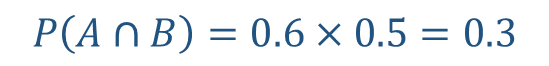 P(A ∩ B) = 0.6 × 0.5 = 0.3